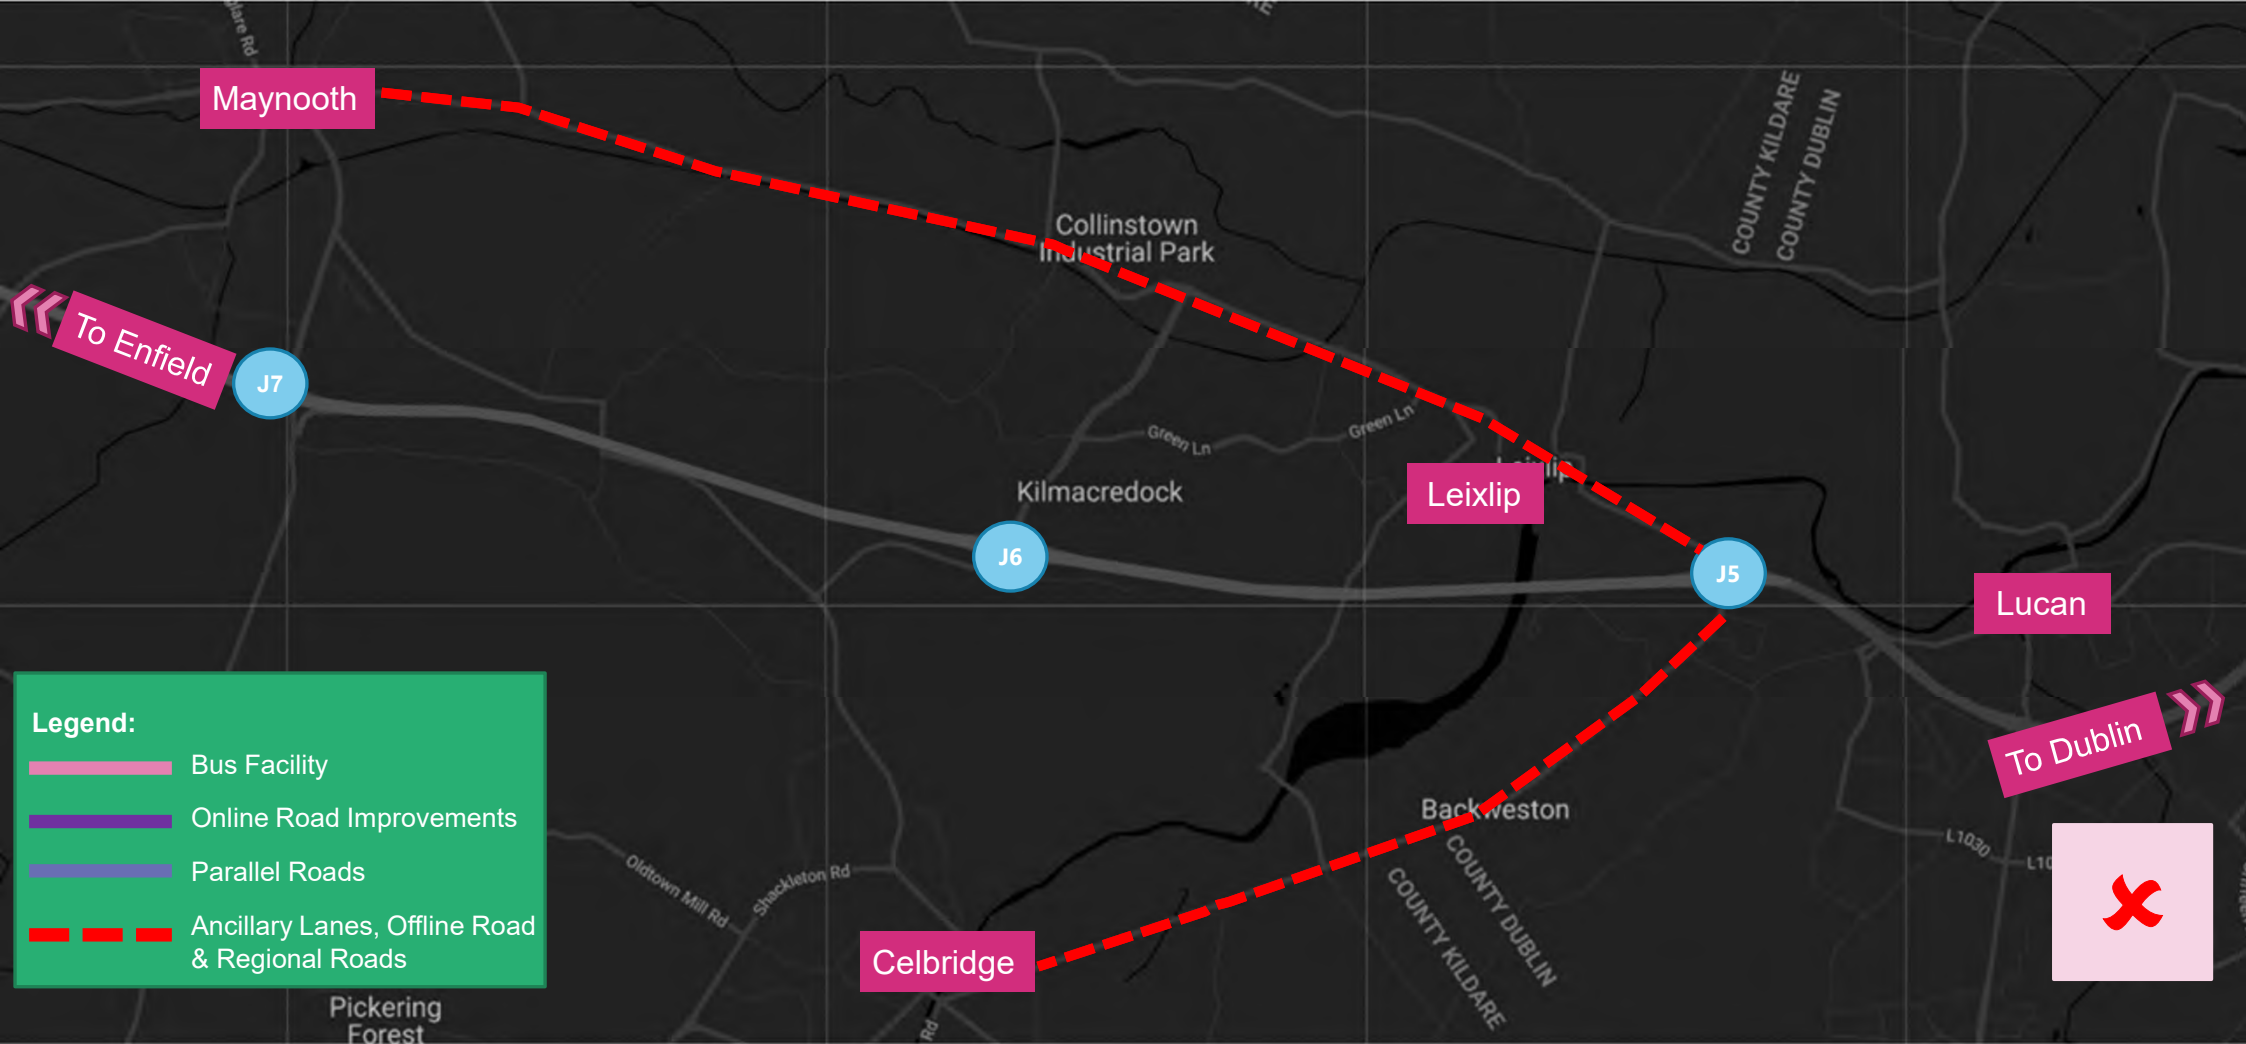 Maynooth
COUNTY KILDARE
COUNTY DUBLIN
Collinstown
Industrial Park
To Enfield
J7
Green Ln
Green Ln
Leixlip
Kilmacredock
Leixlip
J6
J5
Lucan
To Dublin
Legend:
Bus Facility
Online Road Improvements
Parallel Roads
Ancillary Lanes, Offline Road
& Regional Roads
Backweston
L1030
Oldtown Mill Rd
Shackleton Rd
COUNTY DUBLIN
COUNTY KILDARE
Celbridge
Pickering
Forest
Rd